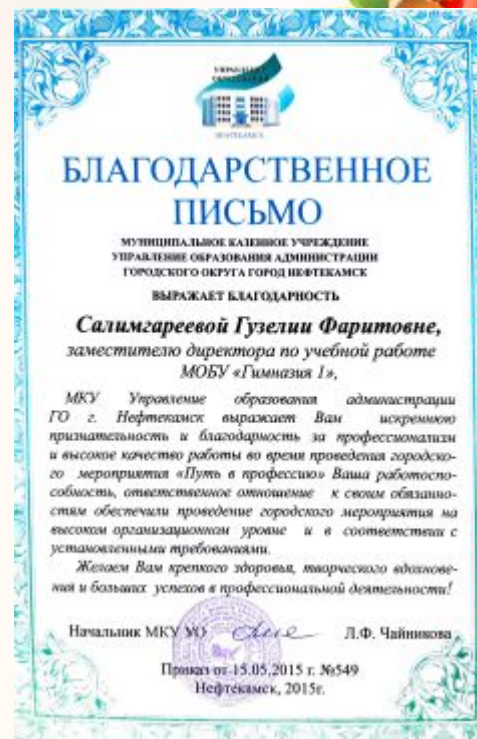 УПРАВЛЕНИЕ
ОБРАЗОВАНИЯ
НЕФТЕКАМСК
БЛАГОДАРСТВЕННОЕ
ПИСЬМО
МУНИЦИПАЛЬНОЕ КАЗЕННОЕ УЧРЕЖДЕНИЕ
УПРАВЛЕНИЕ ОБРАЗОВАНИЯ АДМИНИСТРАЦИИ
ГОРОДСКОГО ОКРУГА ГОРОД НЕФТЕКАМСК
ВЫРАЖАЕТ БЛАГОДАРНОСТЬ
Салимгареевой Гузелии Фаритовне,
заместителю директора по учебной работе
МОБУ «Гимназия 1»,
МКУ Управление образования администрации
ГО г. Нефтекамск выражает Вам искреннюю
признательность и благодарность за профессионализм
и высокое качество работы во время проведения городско-
го мероприятия «Путь в профессию» Ваша работоспо-
собность, ответственное отношение к своим обязанно-
стям обеспечили проведение городского мероприятия на
высоком организационном уровне и в соответствии с
установленными требованиями.
Желаем Вам крепкого здоровья, творческого вдохнове-
ния и больших успехов в профессиональной деятельности!
Начальник МКУ УО Л.Ф. Чайникова
Приказ от 15.05.2015 г. №549
Нефтекамск, 2015г.